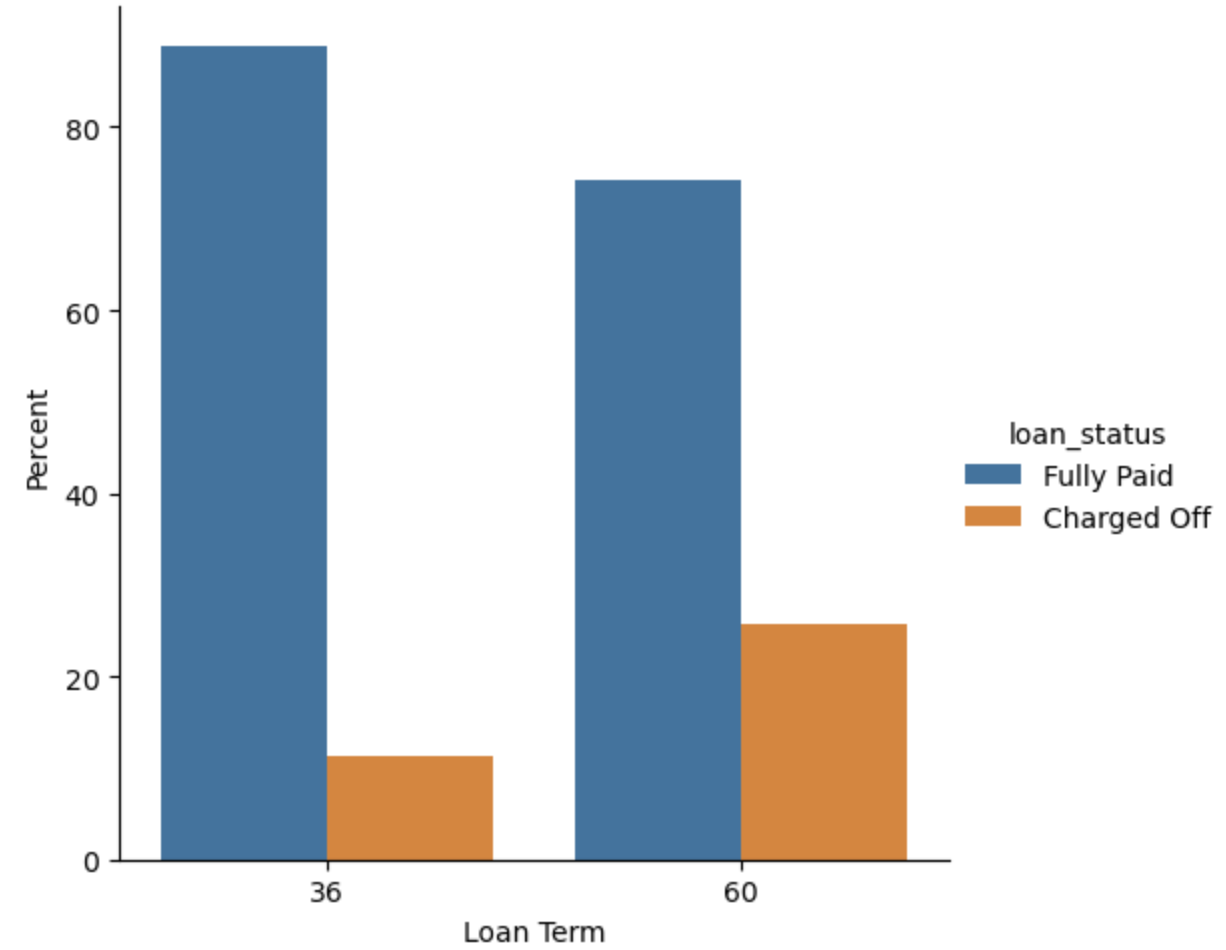 80
60
40
20
0
Percent
36
60
Loan Term
loan_status
Fully Paid
Charged Off